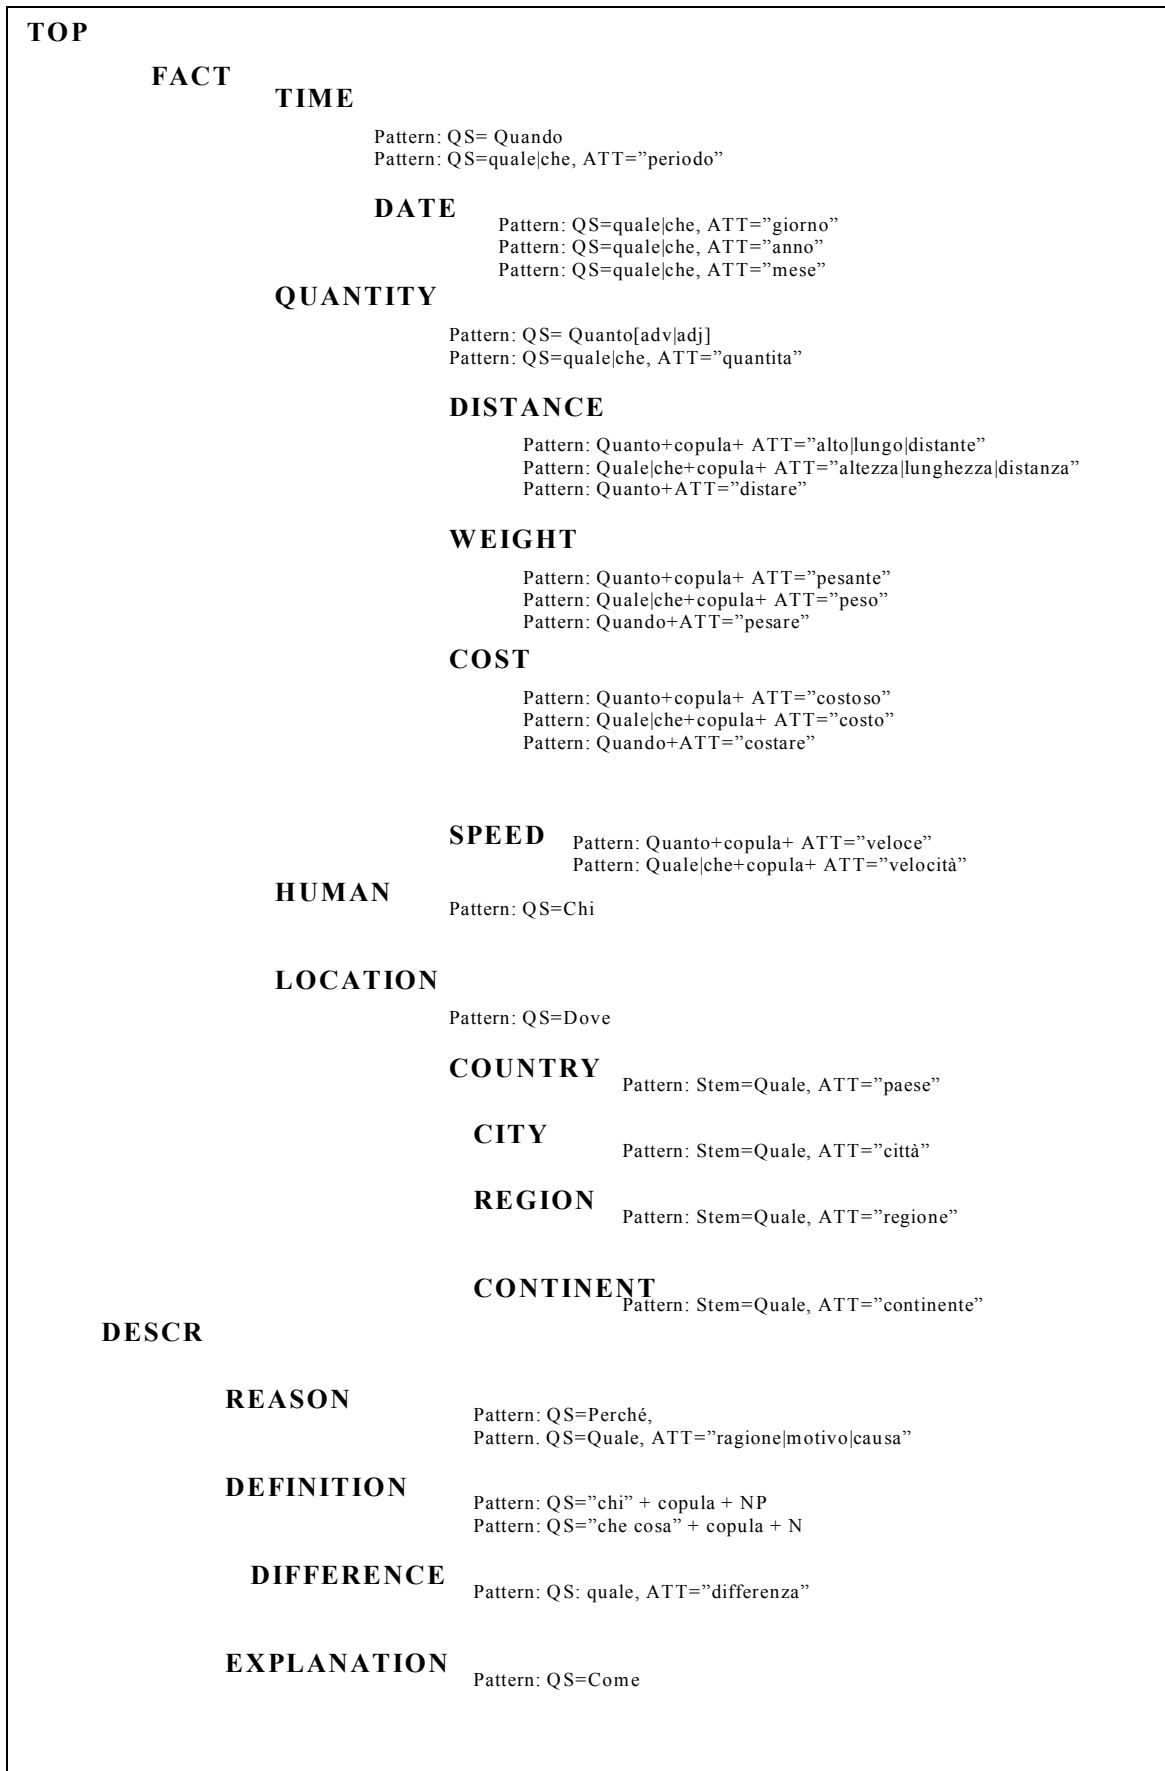 TOP
FACT
TIME
Pattern: QS= Quando
Pattern: QS=quale|che, ATT=”periodo”
DATE
Pattern: QS=quale|che, ATT=”giorno”
Pattern: QS=quale|che, ATT=”anno”
Pattern: QS=quale|che, ATT=”mese”
QUANTITY
Pattern: QS= Quanto[adv|adj]
Pattern: QS=quale|che, ATT=”quantita”
DISTANCE
Pattern: Quanto+copula+ ATT=”alto|lungo|distante”
Pattern: Quale|che+copula+ ATT=”altezza|lunghezza|distanza”
Pattern: Quanto+ATT=”distare”
WEIGHT
Pattern: Quanto+copula+ ATT=”pesante”
Pattern: Quale|che+copula+ ATT=”peso”
Pattern: Quando+ATT=”pesare”
COST
Pattern: Quanto+copula+ ATT=”costoso”
Pattern: Quale|che+copula+ ATT=”costo”
Pattern: Quando+ATT=”costare”
SPEED
Pattern: Quanto+copula+ ATT=”veloce”
Pattern: Quale|che+copula+ ATT=”velocità”
HUMAN
Pattern: QS=Chi
LOCATION
Pattern: QS=Dove
COUNTRY
Pattern: Stem=Quale, ATT=”paese”
CITY
Pattern: Stem=Quale, ATT=”città”
REGION
Pattern: Stem=Quale, ATT=”regione”
CONTINENT
Pattern: Stem=Quale, ATT=”continente”
DESCR
REASON
Pattern: QS=Perché,
Pattern. QS=Quale, ATT=”ragione|motivo|causa”
DEFINITION
Pattern: QS=”chi” + copula + NP
Pattern: QS=”che cosa” + copula + N
DIFFERENCE
Pattern: QS: quale, ATT=”differenza”
EXPLANATION
Pattern: QS=Come